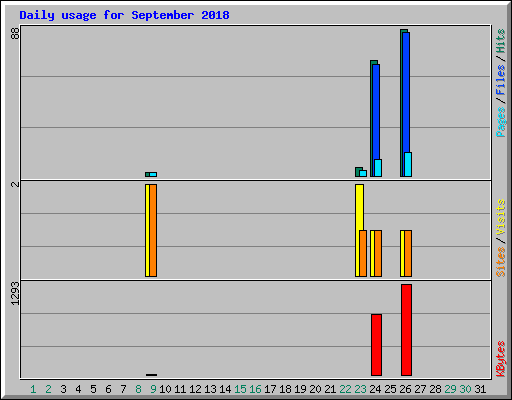 Daily usage for September 2018
88
Pages / Files / Hits
2
Sites / Visits
1293
KBytes
1 2 3 4 5 6 7 8 9 10 11 12 13 14 15 16 17 18 19 20 21 22 23 24 25 26 27 28 29 30 31